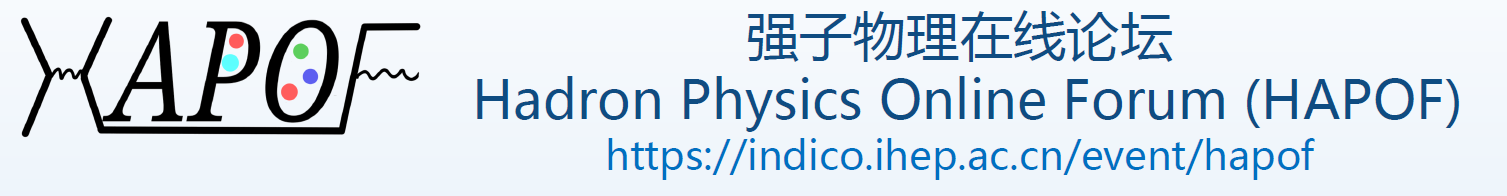 HAPOF
强子物理在线论坛
Hadron Physics Online Forum (HAPOF)
https://indico.ihep.ac.cn/event/hapof